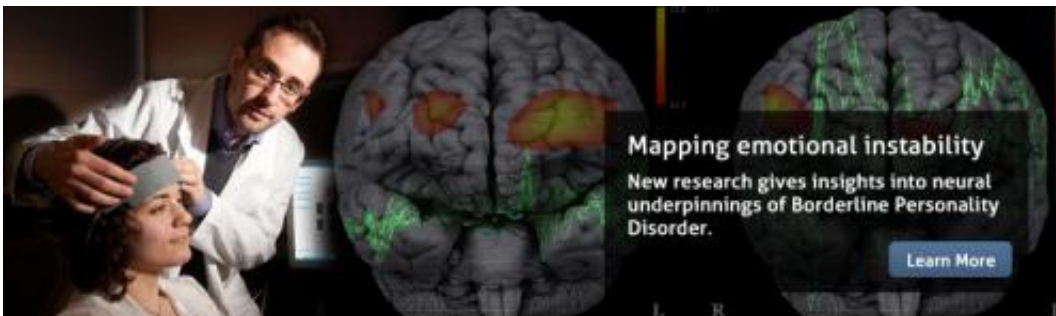 Mapping emotional instability
New research gives insights into neural
underpinnings of Borderline Personality
Disorder.
Learn More
L R